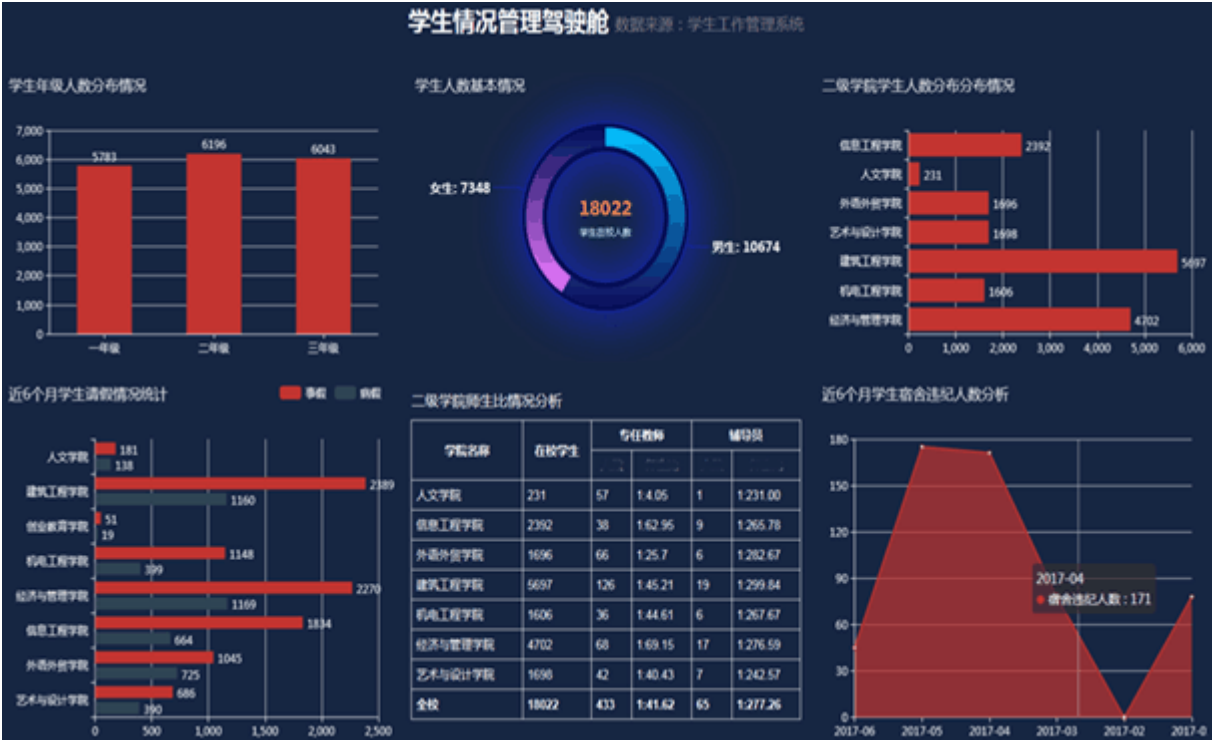 学生情况管理驾驶舱 数据来源：学生工作管理系统
学生年级人数分布情况
7,000
6,000
5,000
4,000
3,000
2,000
1,000
0
5783
6196
6043
一年级 二年级 三年级
学生人数基本情况
女生: 7348
18022
学生在校人数
男生: 10674
二级学院学生人数分布分布情况
信息工程学院 2392
人文学院 231
外语外贸学院 1696
艺术与设计学院 1698
建筑工程学院 5697
机电工程学院 1606
经济与管理学院 4702
0 1,000 2,000 3,000 4,000 5,000 6,000
近6个月学生请假情况统计
事假 病假
人文学院 181 138
建筑工程学院 2389 1160
创业教育学院 51 19
机电工程学院 1148 399
经济与管理学院 2270 1169
信息工程学院 1834 664
外语外贸学院 1045 725
艺术与设计学院 686 390
0 500 1,000 1,500 2,000 2,500
二级学院师生比情况分析
学院名称 在校学生 专任教师 辅导员
人文学院 231 57 1:4.05 1 1:231.00
信息工程学院 2392 38 1:62.95 9 1:265.78
外语外贸学院 1696 66 1:25.7 6 1:282.67
建筑工程学院 5697 126 1:45.21 19 1:299.84
机电工程学院 1606 36 1:44.61 6 1:267.67
经济与管理学院 4702 68 1:69.15 17 1:276.59
艺术与设计学院 1698 42 1:40.43 7 1:242.57
全校 18022 433 1:41.62 65 1:277.26
近6个月学生宿舍违纪人数分析
180
150
120
90
60
30
0
2017-04
宿舍违纪人数 : 171
2017-06 2017-05 2017-04 2017-03 2017-02 2017-0